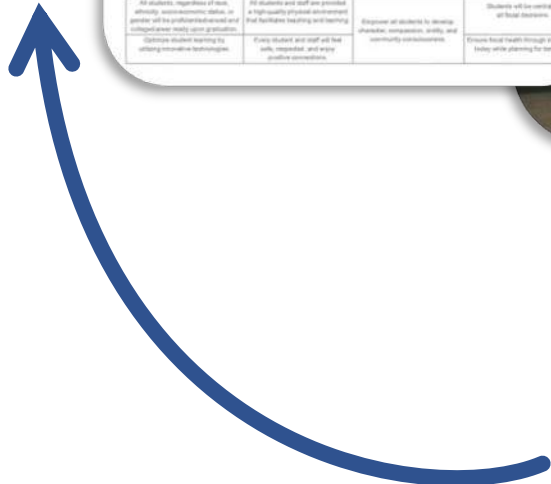 All students, regardless of race,
ethnicity, socio-economic status, or
gender will be proficient/advanced and
college/career ready upon graduation.
Optimize student learning by
utilizing innovative technologies.
All students and staff are provided
a high quality physical environment
that facilitates teaching and learning.
Every student and staff will feel
safe, respected, and enjoy
positive connections.
Empower all students to develop
character, compassion, civility, and
community consciousness.
Students will be
all fiscal decisions.
Ensure fiscal health through
today while planning for